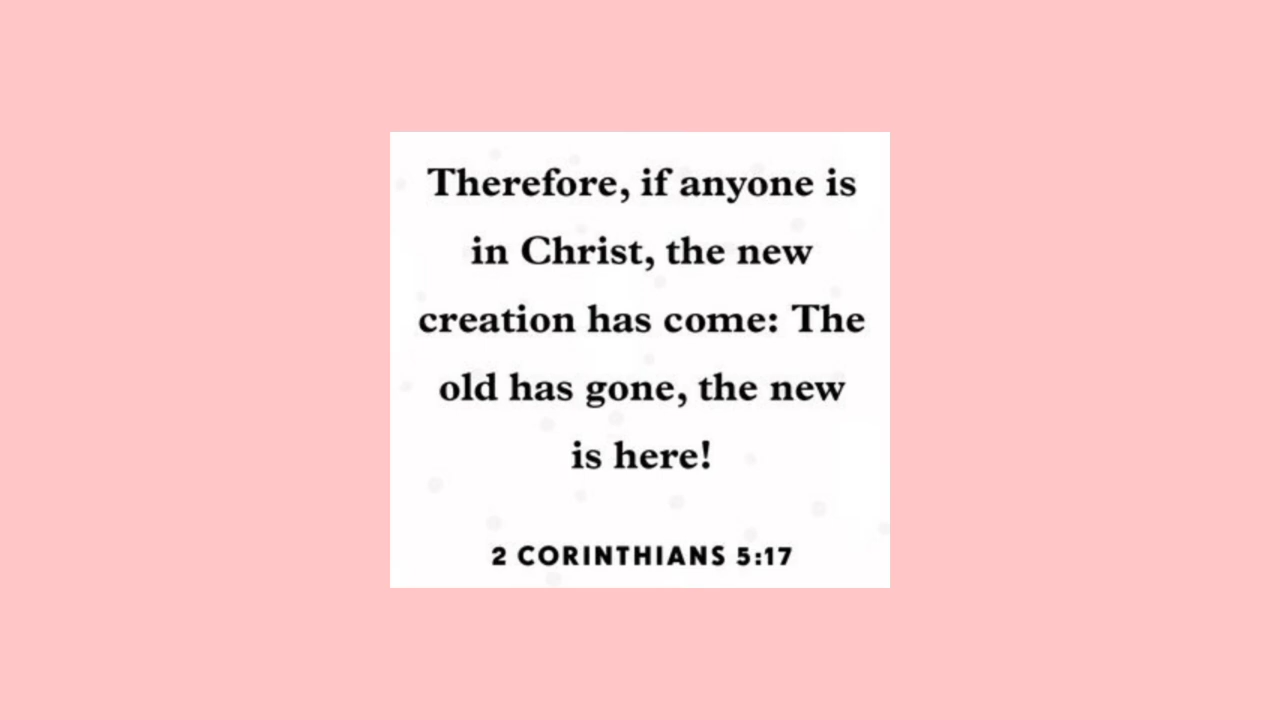 Therefore, if anyone is
in Christ, the new
creation has come: The
old has gone, the new
is here!
2 CORINTHIANS 5:17